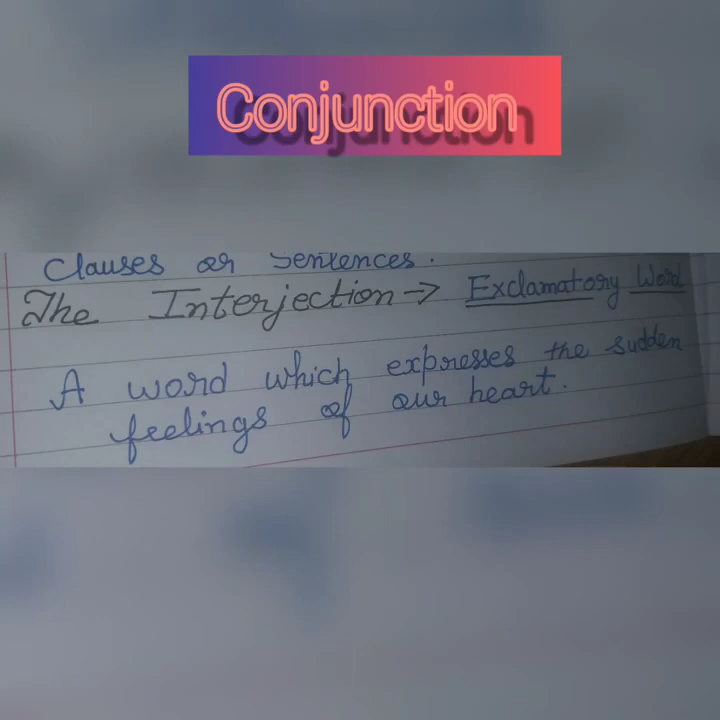 Conjunction
Clauses or Sentences.
The Interjection → Exclamatory Word
A word which expresses the sudden
feelings of our heart.